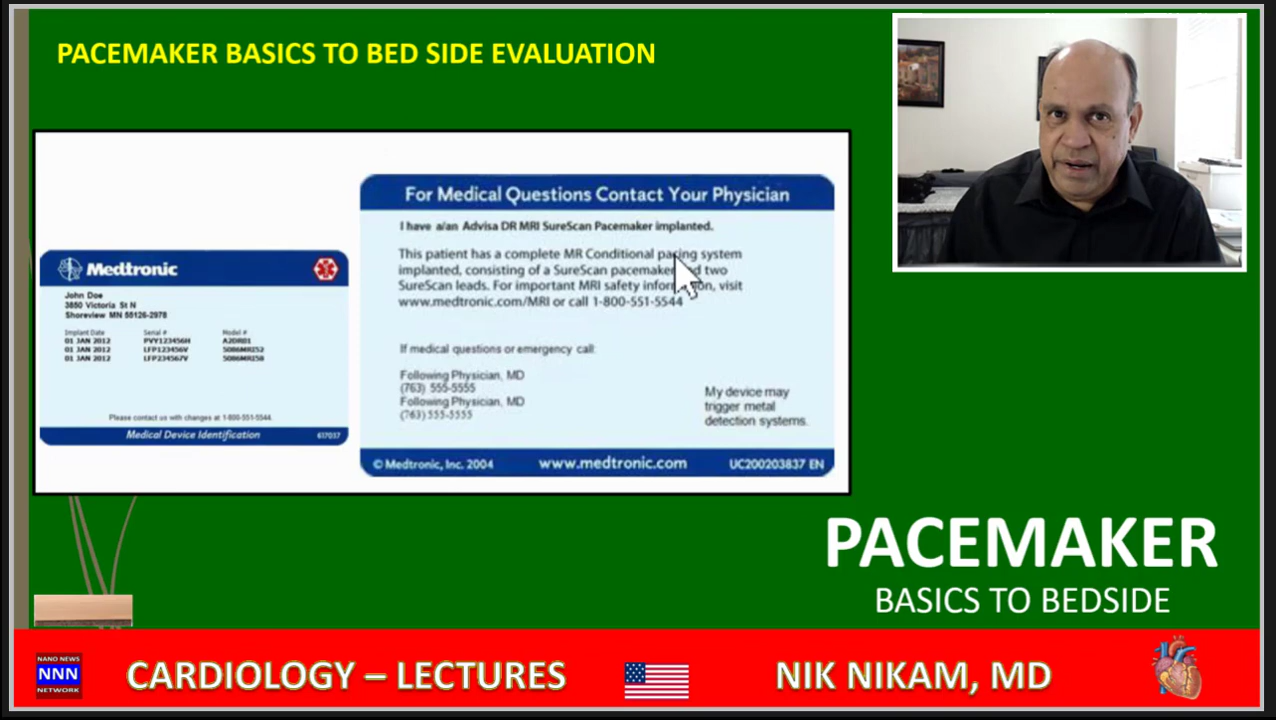 PACEMAKER BASICS TO BED SIDE EVALUATION
Medtronic
John Doe
3850 Victoria St N
Shoreview MN 55126-2978
Implant Date Serial # Model #
01 JAN 2012 PVY123456H A2DR01
01 JAN 2012 LFP123456V 5086MRI52
01 JAN 2012 LFP234567V 5086MRI58
Please contact us with changes at 1-800-551-5544.
Medical Device Identification 617037
For Medical Questions Contact Your Physician
I have a/an Advisa DR MRI SureScan Pacemaker implanted.
This patient has a complete MR Conditional pacing system
implanted, consisting of a SureScan pacemaker and two
SureScan leads. For important MRI safety information, visit
www.medtronic.com/MRI or call 1-800-551-5544
If medical questions or emergency call:
Following Physician, MD
(763) 555-5555
Following Physician, MD
(763) 555-5555
My device may
trigger metal
detection systems.
© Medtronic, Inc. 2004 www.medtronic.com UC200203837 EN
PACEMAKER
BASICS TO BEDSIDE
NANO NEWS
NNN
NETWORK
CARDIOLOGY – LECTURES
NIK NIKAM, MD